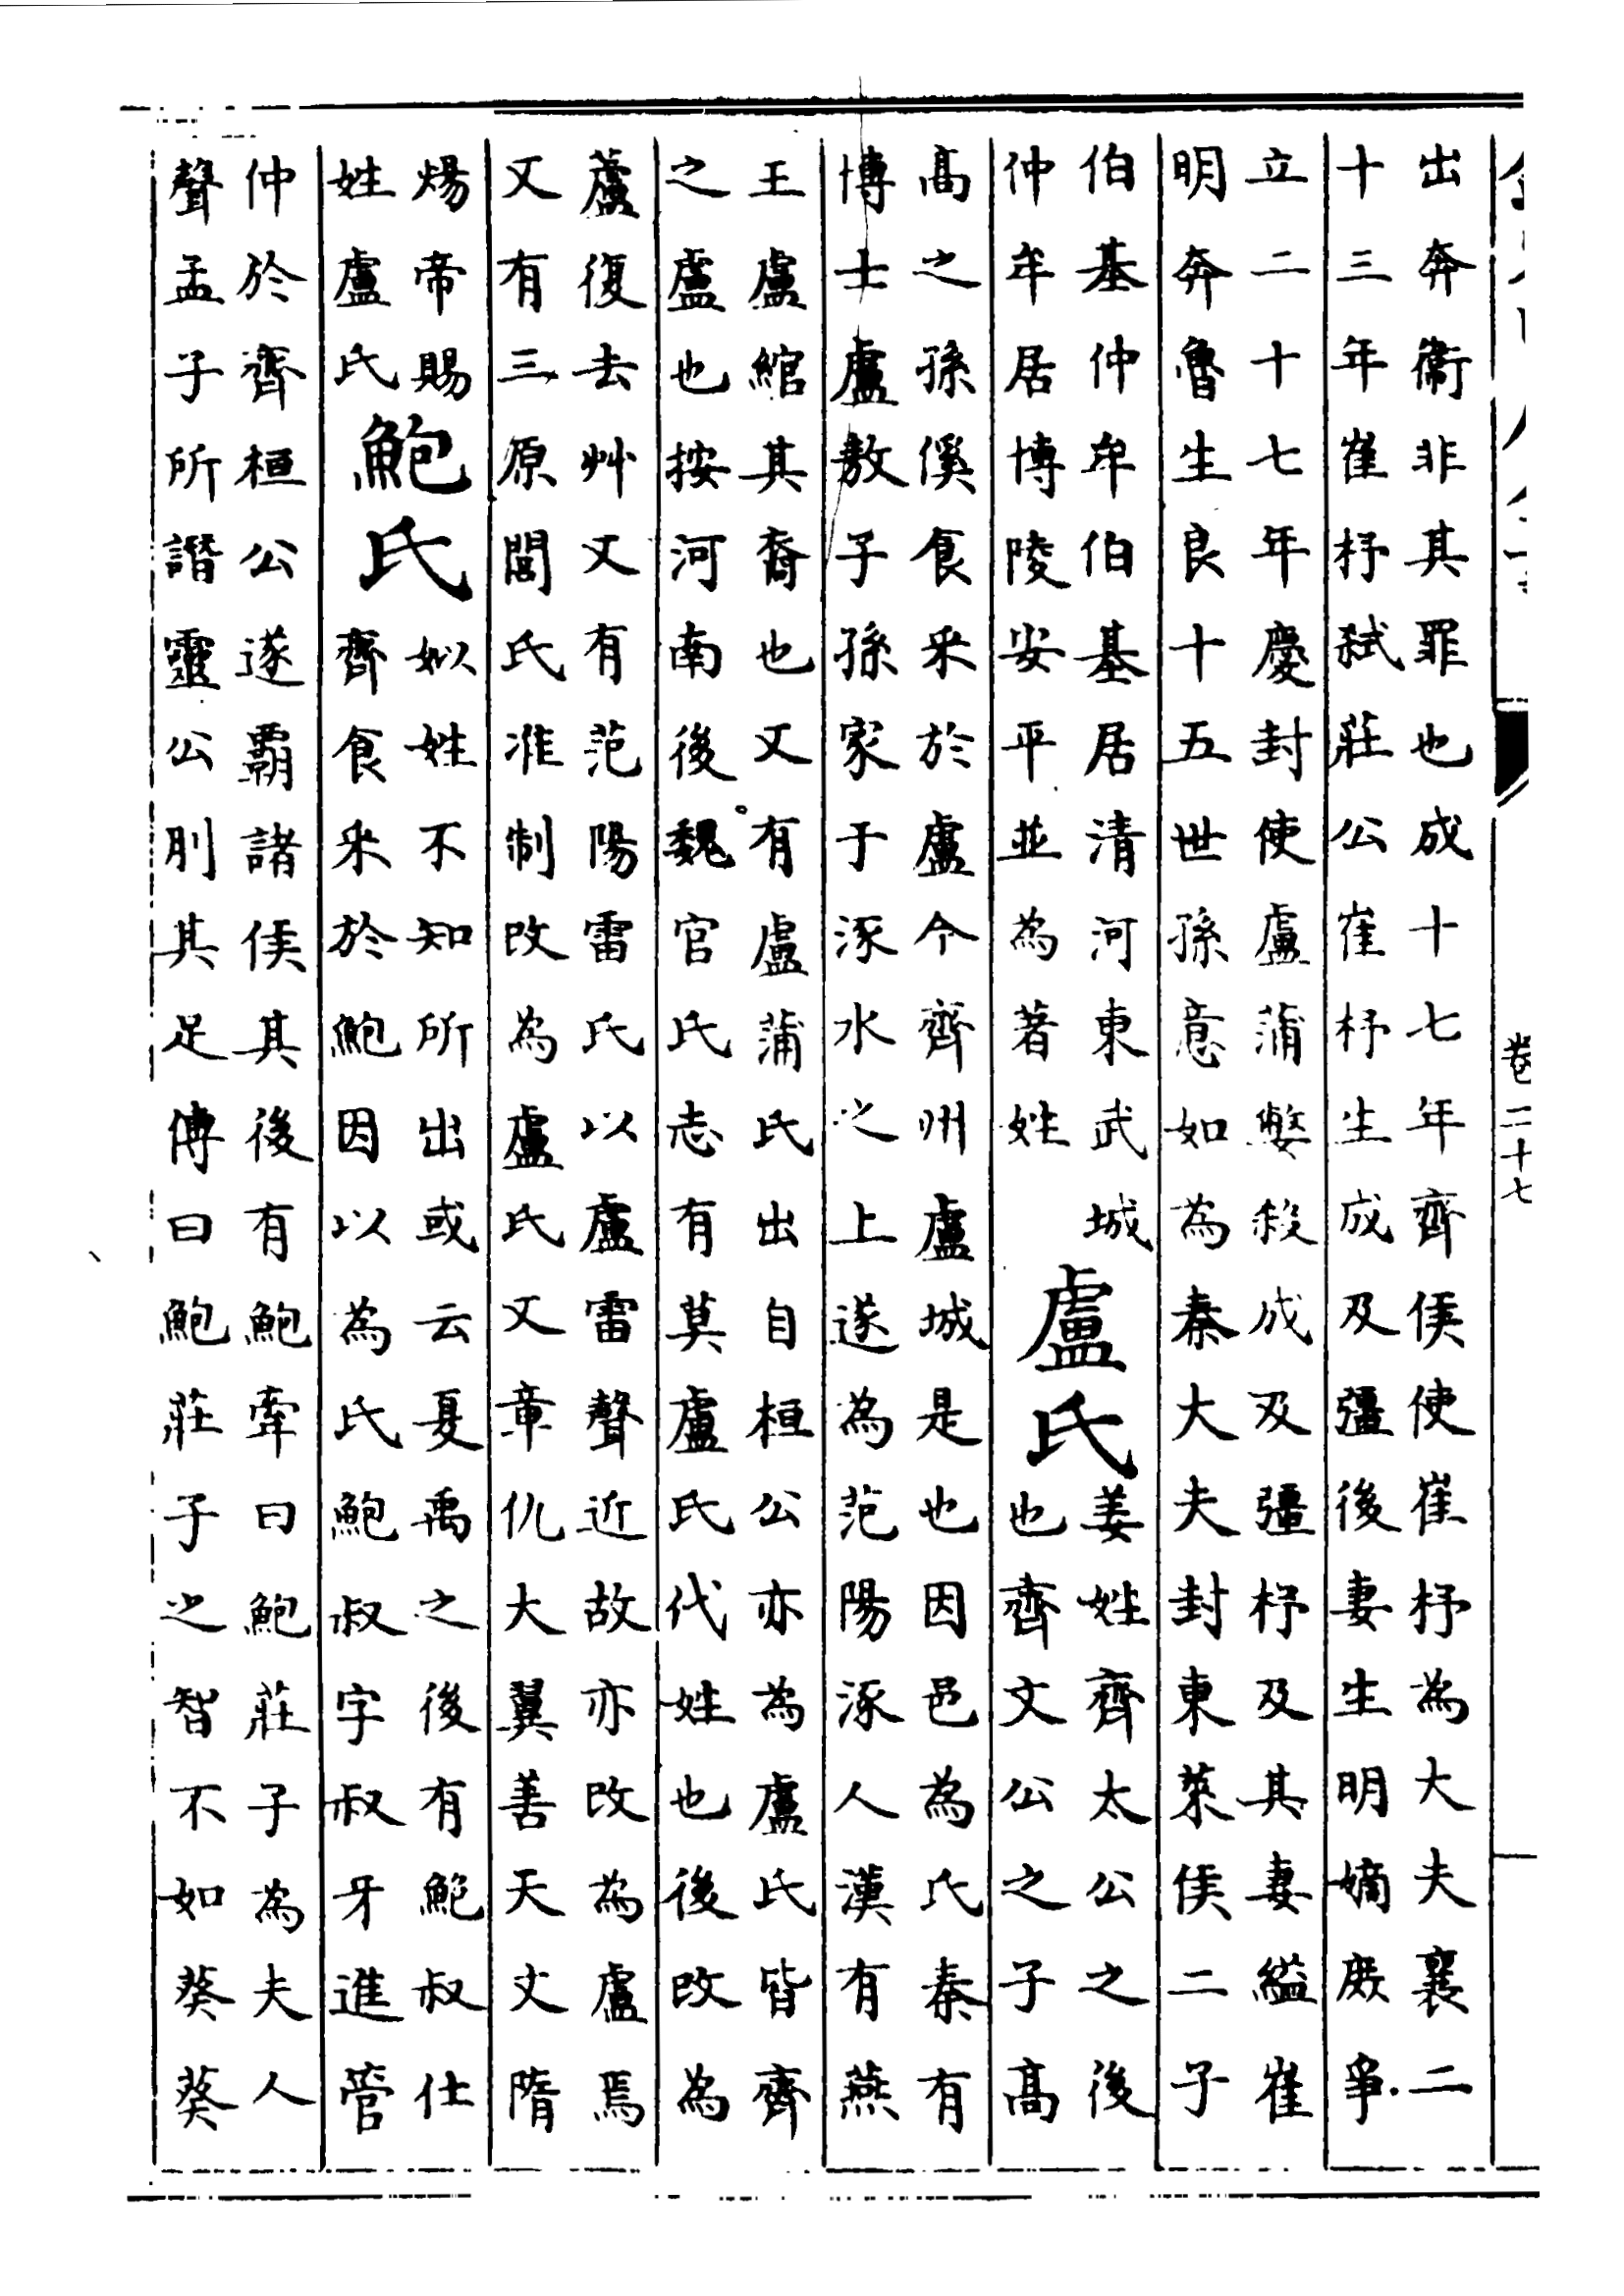 卷二十七
出奔衛非其罪也成十七年齊侯使崔杼為大夫襄二
十三年崔杼弑莊公崔杼生成及彊後妻生明嫡庶爭
立二十七年慶封使盧蒲嫳殺成及彊杼及其妻縊崔
明奔魯生良十五世孫意如為秦大夫封東萊侯二子
伯基仲牟伯基居清河東武城
仲牟居博陵安平並為著姓
盧氏
姜姓齊太公之後
也齊文公之子高
高之孫傒食采於盧今齊州盧城是也因邑為氏秦有
博士盧敖子孫家于涿水之上遂為范陽涿人漢有燕
王盧綰其裔也又有盧蒲氏出自桓公亦為盧氏皆齊
之盧也按河南後魏官氏志有莫盧氏代姓也後改為
蘆復去艸又有范陽雷氏以盧雷聲近故亦改為盧焉
又有三原閭氏准制改為盧氏又章仇大翼善天文隋
煬帝賜
姓盧氏
鮑氏
姒姓不知所出或云夏禹之後有鮑叔仕
齊食采於鮑因以為氏鮑叔字叔牙進管
仲於齊桓公遂霸諸侯其後有鮑牽曰鮑莊子為夫人
聲孟子所譖靈公刖其足傳曰鮑莊子之智不如葵葵